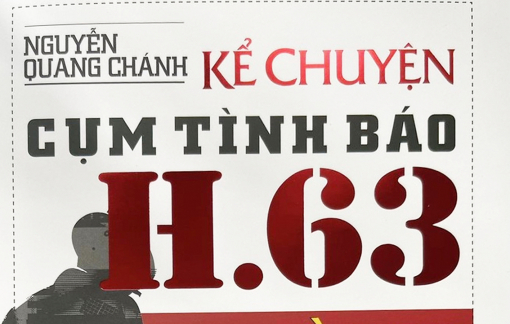 NGUYỄN
QUANG CHÁNH
KỂ CHUYỆN
CỤM TÌNH BÁO
H.63